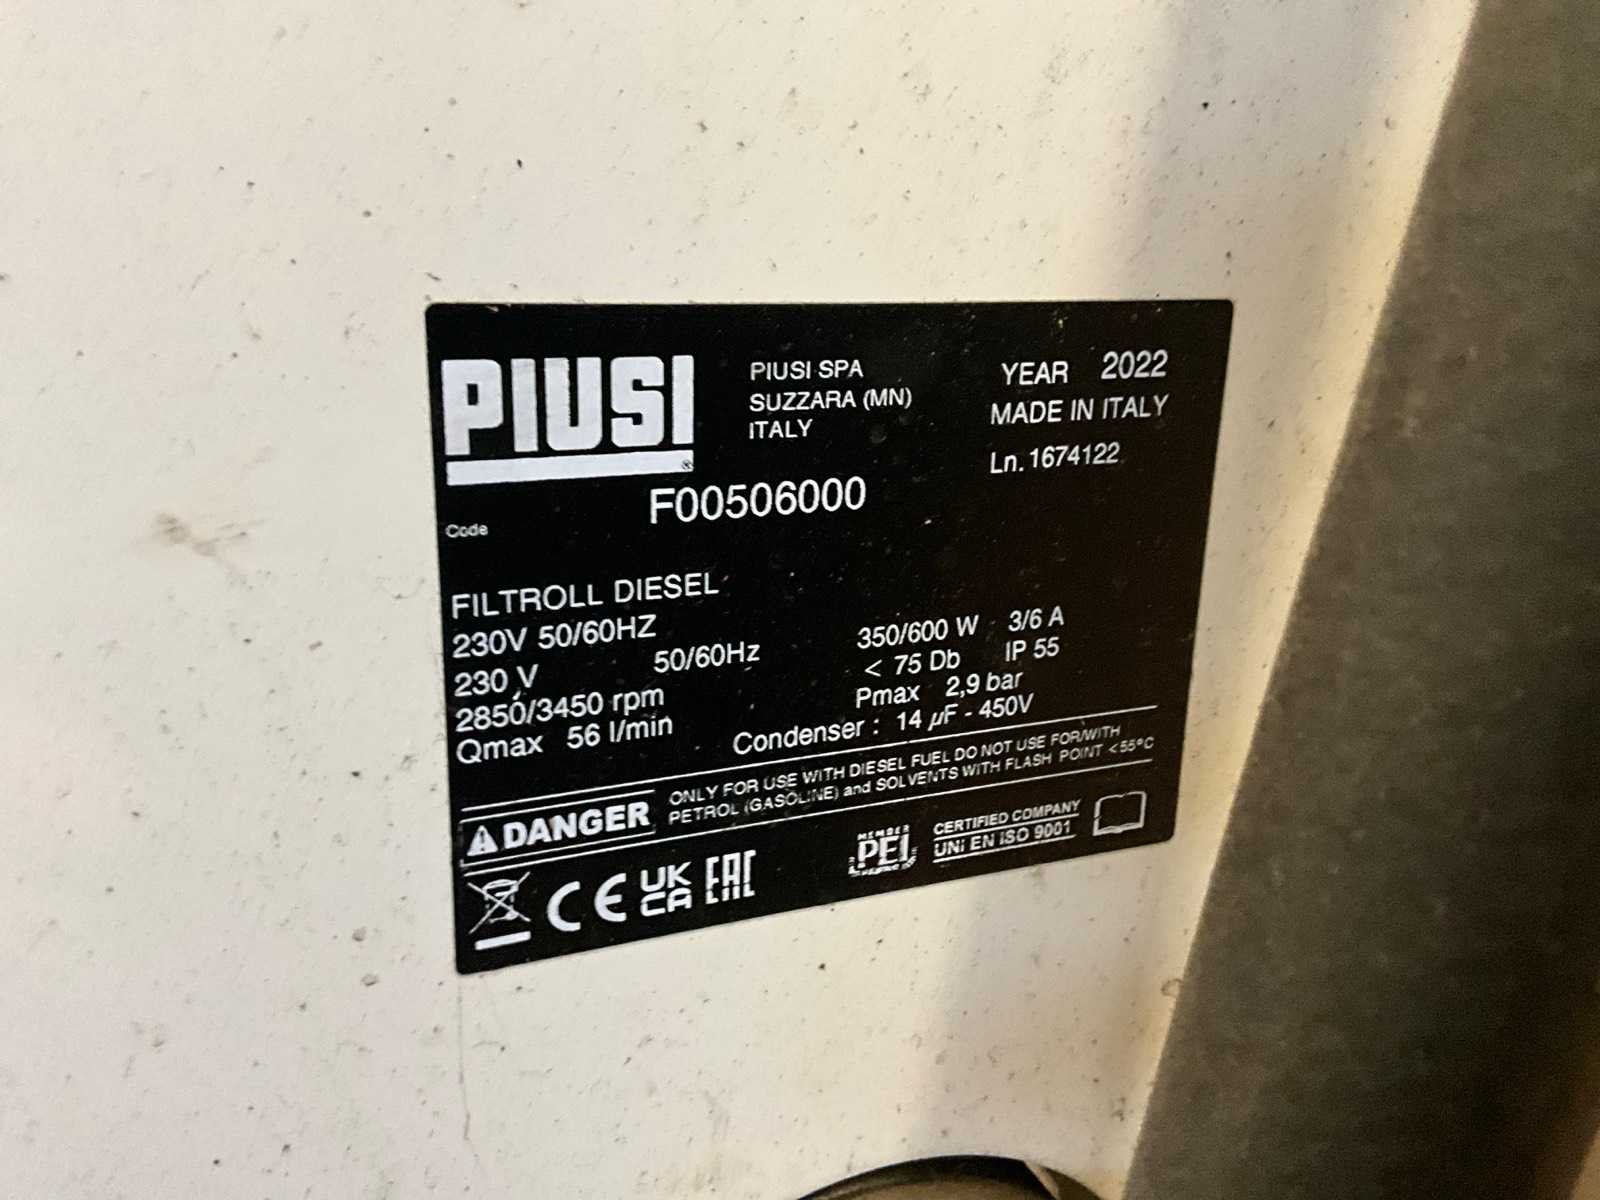 PIUSI
®
PIUSI SPA
SUZZARA (MN)
ITALY
YEAR 2022
MADE IN ITALY
Ln. 1674122
Code F00506000
FILTROLL DIESEL
230V 50/60HZ
230 V 50/60Hz 350/600 W 3/6 A
2850/3450 rpm < 75 Db IP 55
Qmax 56 l/min Pmax 2,9 bar
Condenser : 14 µF - 450V
DANGER
ONLY FOR USE WITH DIESEL FUEL DO NOT USE FOR/WITH
PETROL (GASOLINE) and SOLVENTS WITH FLASH POINT <55°C
CE UK CA EAC
MEMBER
PEI
CERTIFIED COMPANY
UNI EN ISO 9001